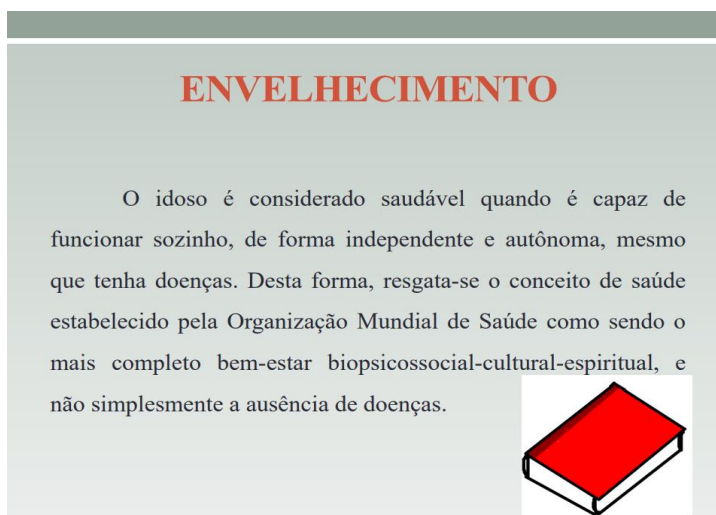 ENVELHECIMENTO
O idoso é considerado saudável quando é capaz de
funcionar sozinho, de forma independente e autônoma, mesmo
que tenha doenças. Desta forma, resgata-se o conceito de saúde
estabelecido pela Organização Mundial de Saúde como sendo o
mais completo bem-estar biopsicossocial-cultural-espiritual, e
não simplesmente a ausência de doenças.